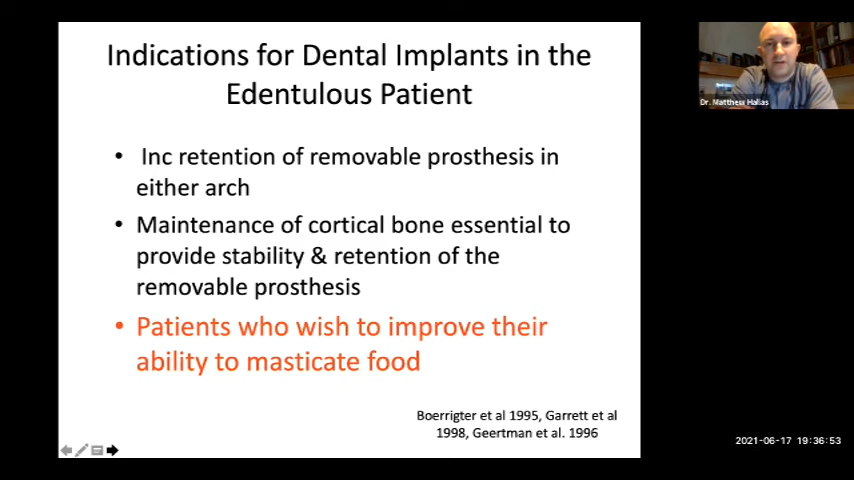 Indications for Dental Implants in the
Edentulous Patient
• Inc retention of removable prosthesis in
either arch
• Maintenance of cortical bone essential to
provide stability & retention of the
removable prosthesis
• Patients who wish to improve their
ability to masticate food
Boerrigter et al 1995, Garrett et al
1998, Geertman et al. 1996
Dr. Matthew Hallas
2021-06-17 19:36:53